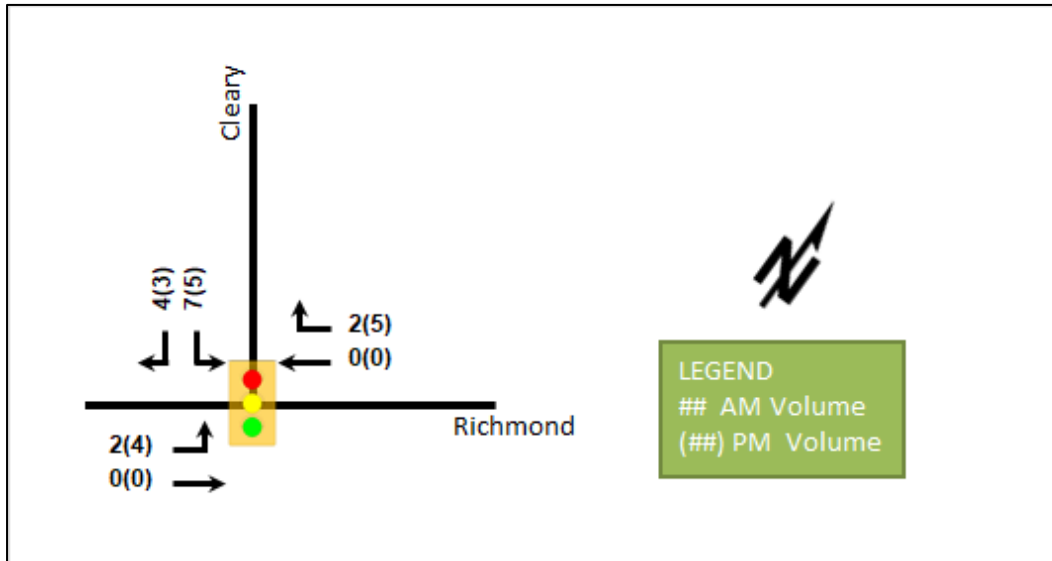 Cleary
4(3)
7(5)
2(5)
0(0)
Richmond
2(4)
0(0)
N
LEGEND
## AM Volume
(##) PM Volume